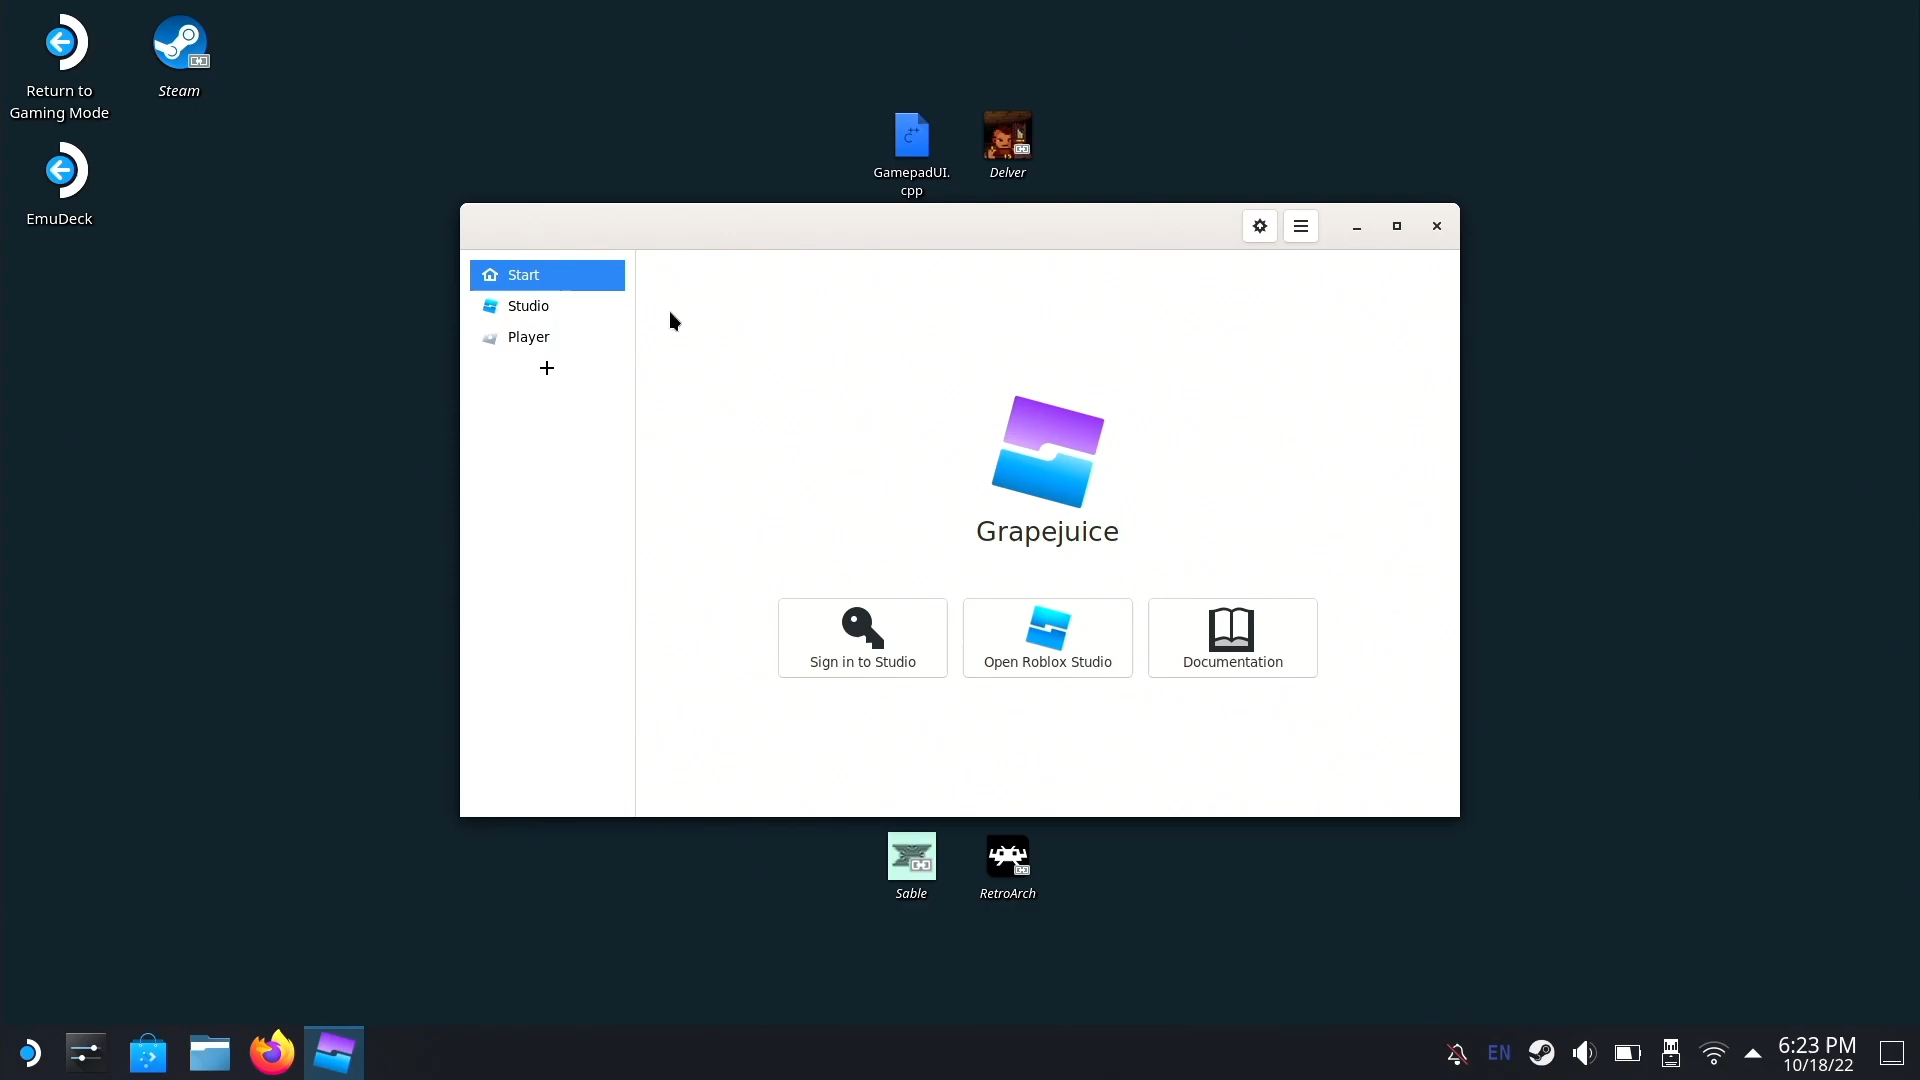 Return to
Gaming Mode
Steam
EmuDeck
GamepadUI.
cpp
Delver
C++
Start
Studio
Player
Grapejuice
Sign in to Studio
Open Roblox Studio
Documentation
Sable
RetroArch
EN
6:23 PM
10/18/22